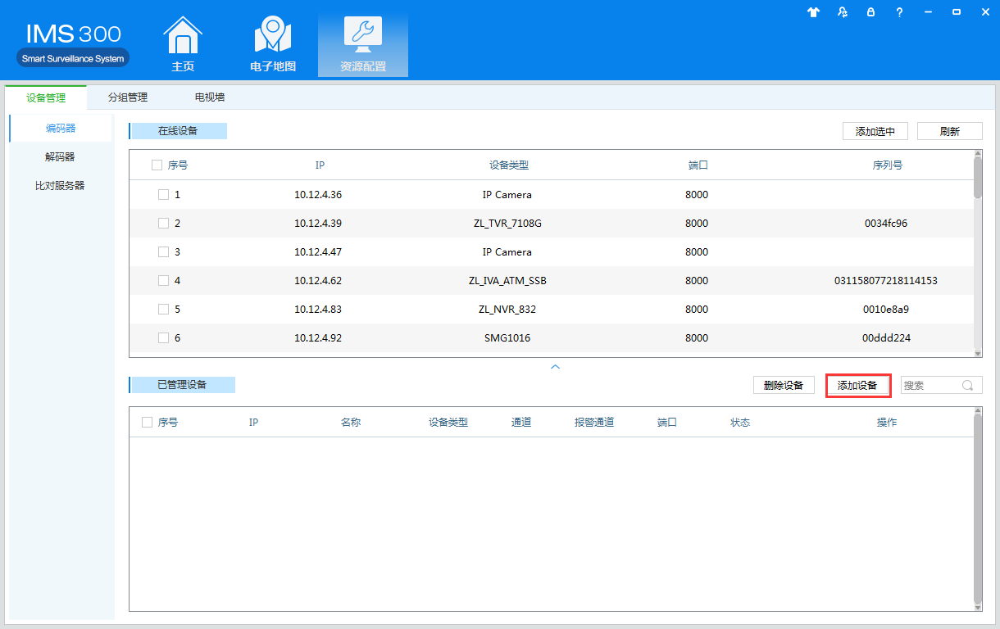 IMS 300
Smart Surveillance System
主页
电子地图
资源配置
设备管理
分组管理
电视墙
编码器
解码器
比对服务器
在线设备
添加选中
刷新
序号 IP 设备类型 端口 序列号
1 10.12.4.36 IP Camera 8000
2 10.12.4.39 ZL_TVR_7108G 8000 0034fc96
3 10.12.4.47 IP Camera 8000
4 10.12.4.62 ZL_IVA_ATM_SSB 8000 031158077218114153
5 10.12.4.83 ZL_NVR_832 8000 0010e8a9
6 10.12.4.92 SMG1016 8000 00ddd224
已管理设备
删除设备
添加设备
搜索
序号 IP 名称 设备类型 通道 报警通道 端口 状态 操作